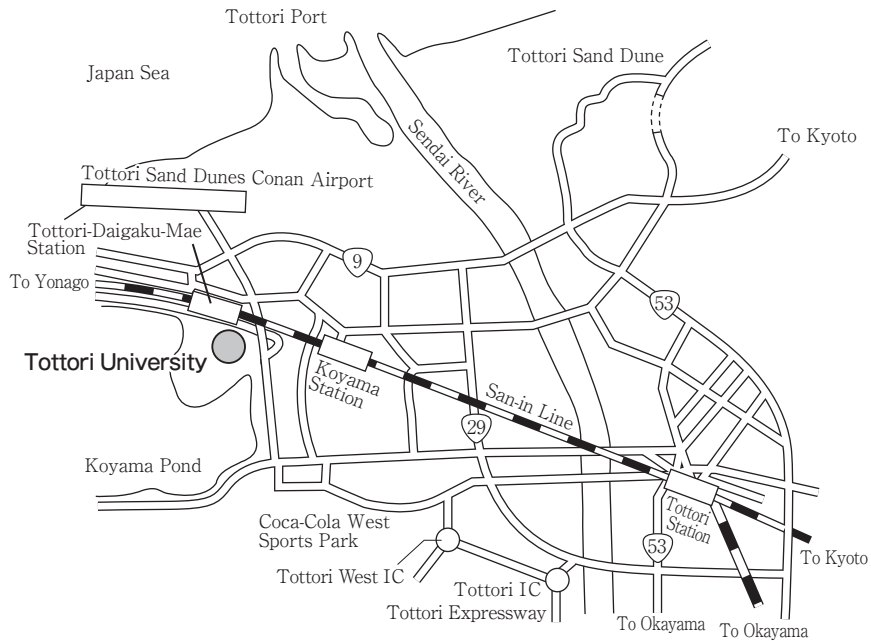 Tottori Port
Japan Sea
Tottori Sand Dune
Sendai River
To Kyoto
Tottori Sand Dunes Conan Airport
Tottori-Daigaku-Mae
Station
9
To Yonago
53
Tottori University
Koyama
Station
San-in Line
29
Koyama Pond
Coca-Cola West
Sports Park
Tottori
Station
53
To Kyoto
Tottori West IC
Tottori IC
Tottori Expressway
To Okayama
To Okayama